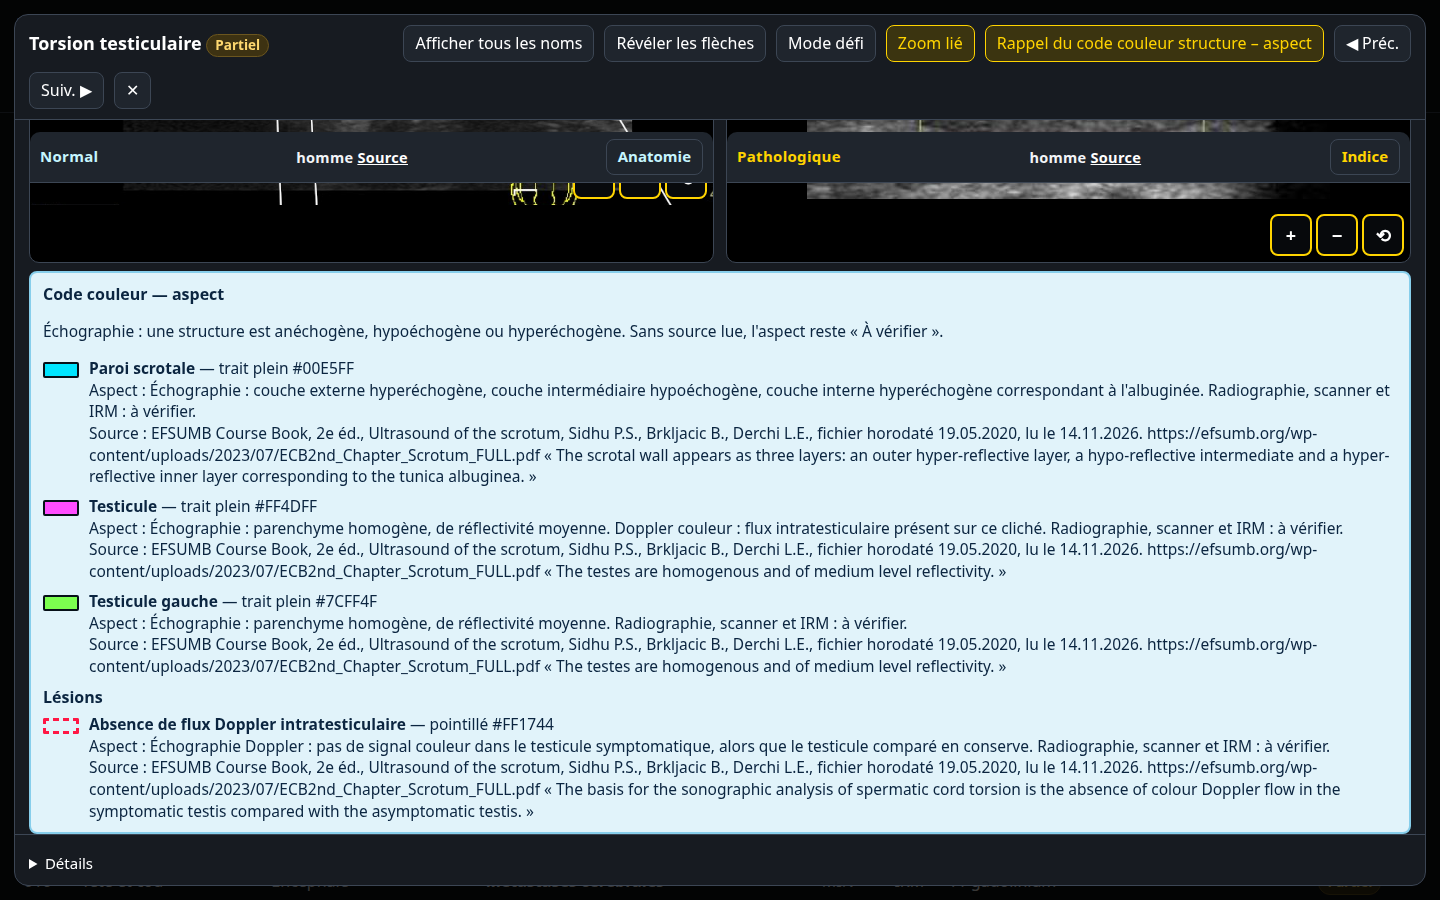 Torsion testiculaire Partiel
Afficher tous les noms
Révéler les flèches
Mode défi
Zoom lié
Rappel du code couleur structure – aspect
◀ Préc.
Suiv. ▶
✕
Normal
homme Source
Anatomie
Pathologique
homme Source
Indice
+
−
⟲
Code couleur — aspect
Échographie : une structure est anéchogène, hypoéchogène ou hyperéchogène. Sans source lue, l'aspect reste « À vérifier ».
Paroi scrotale — trait plein #00E5FF
Aspect : Échographie : couche externe hyperéchogène, couche intermédiaire hypoéchogène, couche interne hyperéchogène correspondant à l'albuginée. Radiographie, scanner et
IRM : à vérifier.
Source : EFSUMB Course Book, 2e éd., Ultrasound of the scrotum, Sidhu P.S., Brkljacic B., Derchi L.E., fichier horodaté 19.05.2020, lu le 14.11.2026. https://efsumb.org/wp-
content/uploads/2023/07/ECB2nd_Chapter_Scrotum_FULL.pdf « The scrotal wall appears as three layers: an outer hyper-reflective layer, a hypo-reflective intermediate and a hyper-
reflective inner layer corresponding to the tunica albuginea. »
Testicule — trait plein #FF4DFF
Aspect : Échographie : parenchyme homogène, de réflectivité moyenne. Doppler couleur : flux intratesticulaire présent sur ce cliché. Radiographie, scanner et IRM : à vérifier.
Source : EFSUMB Course Book, 2e éd., Ultrasound of the scrotum, Sidhu P.S., Brkljacic B., Derchi L.E., fichier horodaté 19.05.2020, lu le 14.11.2026. https://efsumb.org/wp-
content/uploads/2023/07/ECB2nd_Chapter_Scrotum_FULL.pdf « The testes are homogenous and of medium level reflectivity. »
Testicule gauche — trait plein #7CFF4F
Aspect : Échographie : parenchyme homogène, de réflectivité moyenne. Radiographie, scanner et IRM : à vérifier.
Source : EFSUMB Course Book, 2e éd., Ultrasound of the scrotum, Sidhu P.S., Brkljacic B., Derchi L.E., fichier horodaté 19.05.2020, lu le 14.11.2026. https://efsumb.org/wp-
content/uploads/2023/07/ECB2nd_Chapter_Scrotum_FULL.pdf « The testes are homogenous and of medium level reflectivity. »
Lésions
Absence de flux Doppler intratesticulaire — pointillé #FF1744
Aspect : Échographie Doppler : pas de signal couleur dans le testicule symptomatique, alors que le testicule comparé en conserve. Radiographie, scanner et IRM : à vérifier.
Source : EFSUMB Course Book, 2e éd., Ultrasound of the scrotum, Sidhu P.S., Brkljacic B., Derchi L.E., fichier horodaté 19.05.2020, lu le 14.11.2026. https://efsumb.org/wp-
content/uploads/2023/07/ECB2nd_Chapter_Scrotum_FULL.pdf « The basis for the sonographic analysis of spermatic cord torsion is the absence of colour Doppler flow in the
symptomatic testis compared with the asymptomatic testis. »
▶ Détails